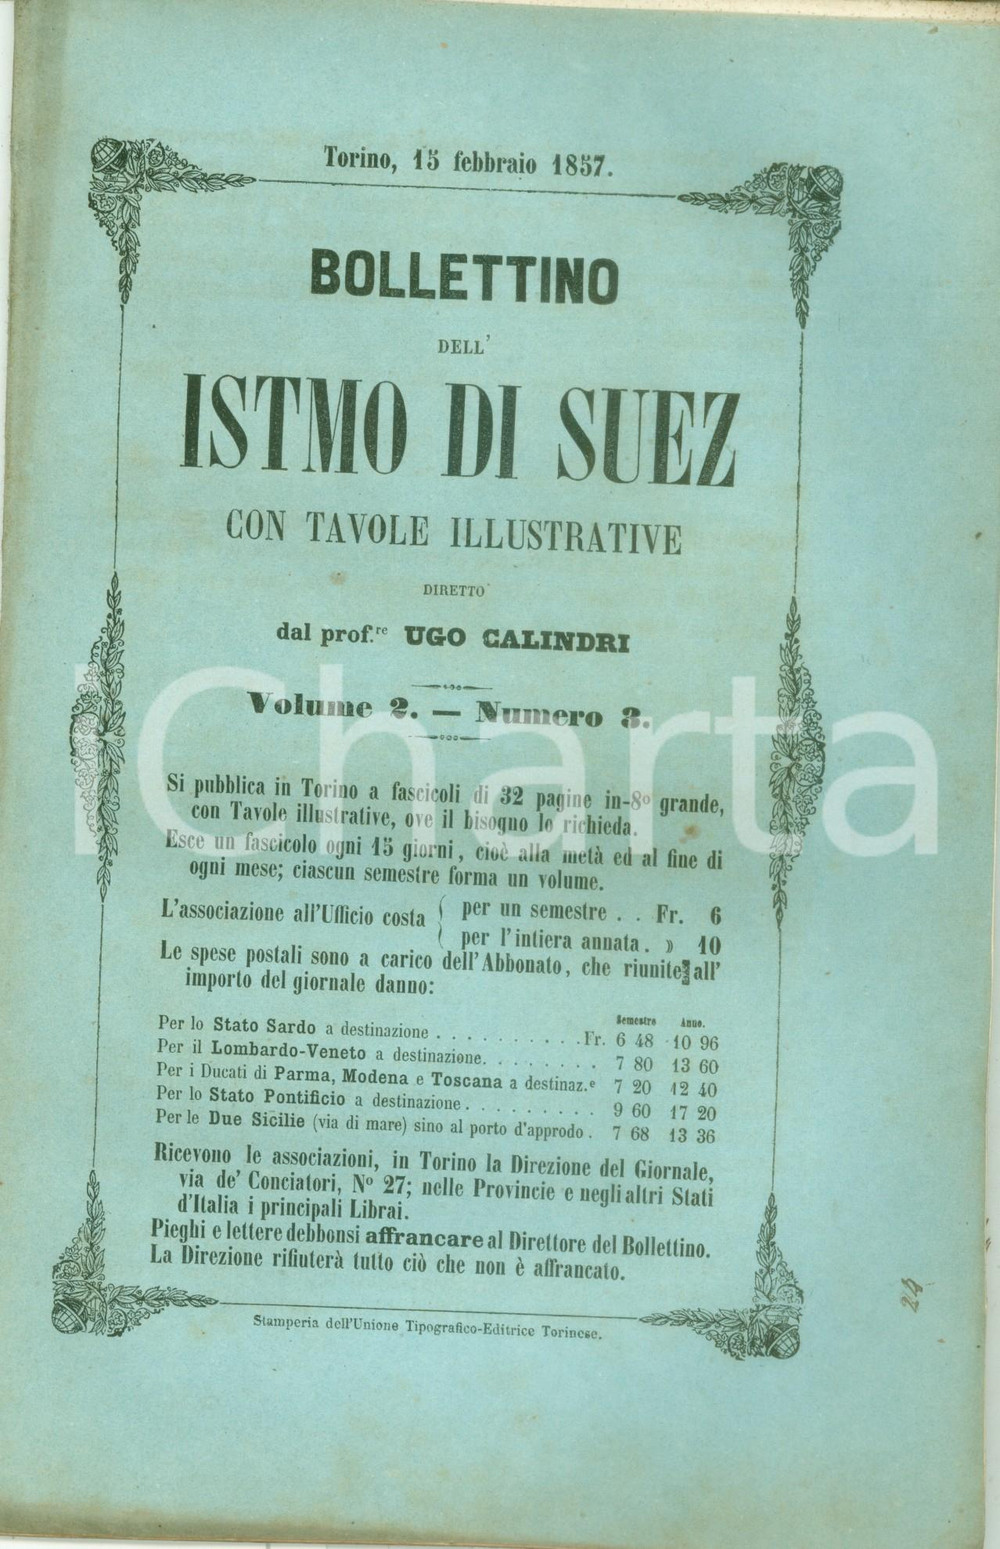 Torino, 15 febbraio 1857.
BOLLETTINO
DELL'
ISTMO DI SUEZ
CON TAVOLE ILLUSTRATIVE
DIRETTO
dal prof.re UGO CALINDRI
Volume 2. — Numero 3.
Si pubblica in Torino a fascicoli di 32 pagine in-8º grande,
con Tavole illustrative, ove il bisogno lo richieda.
Esce un fascicolo ogni 15 giorni, cioè alla metà ed al fine di
ogni mese; ciascun semestre forma un volume.
L'associazione all'Ufficio costa ( per un semestre . . Fr. 6
( per l'intiera annata. » 10
Le spese postali sono a carico dell'Abbonato, che riunite all'
importo del giornale danno:
Semestre Anno.
Per lo Stato Sardo a destinazione . . . . . . . . . . Fr. 6 48 10 96
Per il Lombardo-Veneto a destinazione. . . . . . . . 7 80 13 60
Per i Ducati di Parma, Modena e Toscana a destinaz.e 7 20 12 40
Per lo Stato Pontificio a destinazione . . . . . . . . . 9 60 17 20
Per le Due Sicilie (via di mare) sino al porto d'approdo . 7 68 13 36
Ricevono le associazioni, in Torino la Direzione del Giornale,
via de' Conciatori, Nº 27; nelle Provincie e negli altri Stati
d'Italia i principali Librai.
Pieghi e lettere debbonsi affrancare al Direttore del Bollettino.
La Direzione rifiuterà tutto ciò che non è affrancato.
Stamperia dell'Unione Tipografico-Editrice Torinese.
24
iCharta